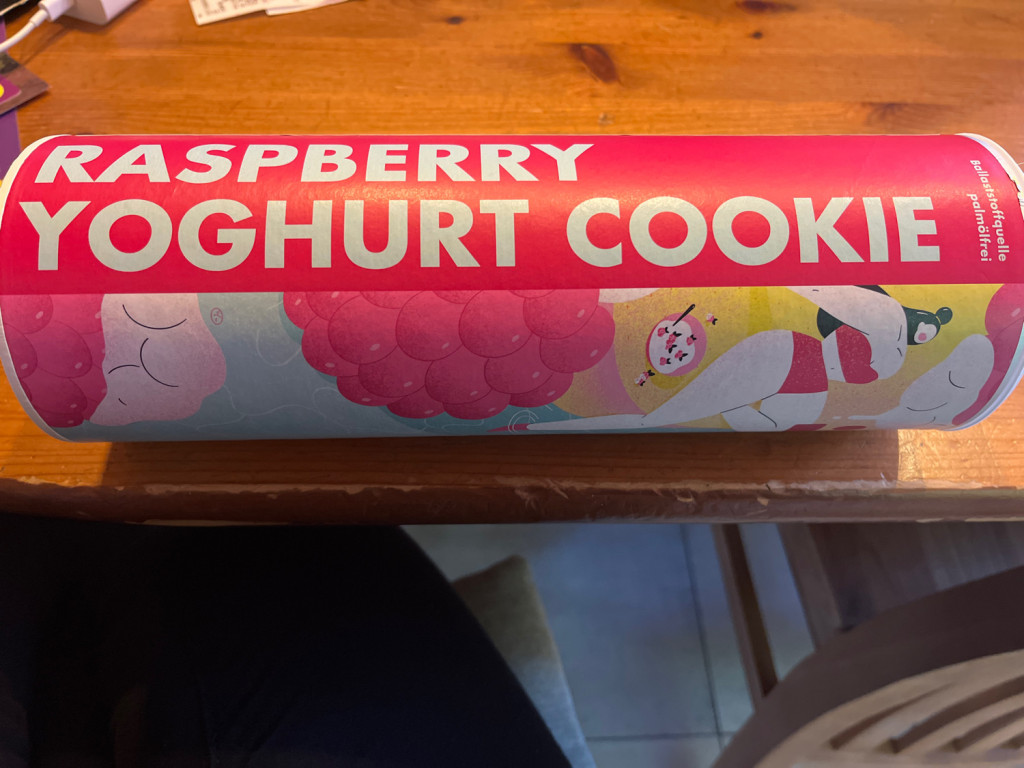 RASPBERRY
YOGHURT COOKIE
Ballaststoffquelle
palmölfrei